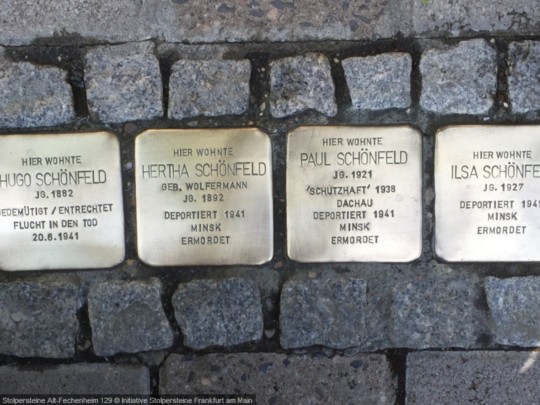 HIER WOHNTE
HUGO SCHÖNFELD
JG. 1882
GEDEMÜTIGT / ENTRECHTET
FLUCHT IN DEN TOD
20.6.1941
HIER WOHNTE
HERTHA SCHÖNFELD
GEB. WOLFERMANN
JG. 1892
DEPORTIERT 1941
MINSK
ERMORDET
HIER WOHNTE
PAUL SCHÖNFELD
JG. 1921
'SCHUTZHAFT' 1938
DACHAU
DEPORTIERT 1941
MINSK
ERMORDET
HIER WOHNTE
ILSA SCHÖNFE
JG. 1927
DEPORTIERT 1941
MINSK
ERMORDET
Stolpersteine Alt-Fechenheim 129 © Initiative Stolpersteine Frankfurt am Main